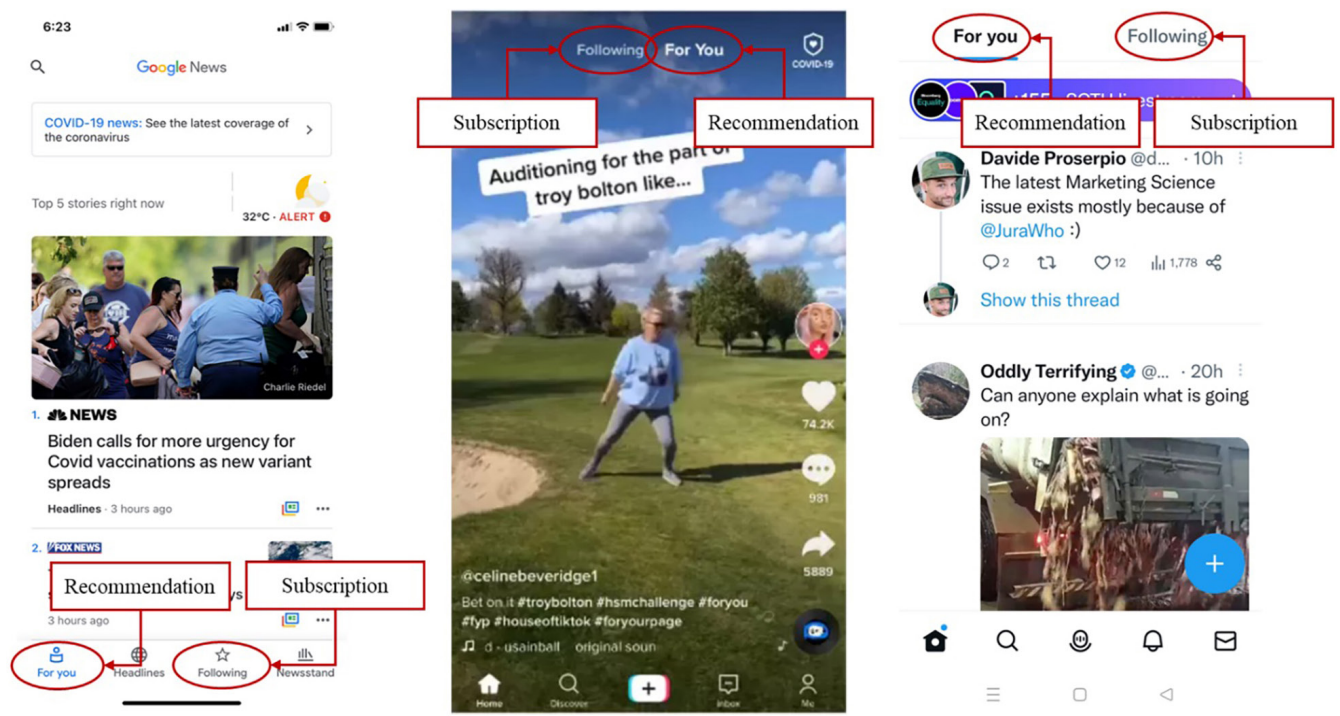 6:23
Google News
COVID-19 news: See the latest coverage of
the coronavirus
Top 5 stories right now
32°C · ALERT
Charlie Riedel
1. NEWS
Biden calls for more urgency for
Covid vaccinations as new variant
spreads
Headlines · 3 hours ago
2. FOX NEWS
Recommendation
Subscription
3 hours ago
For you
Headlines
Following
Newsstand
Following
For You
COVID-19
Subscription
Recommendation
Auditioning for the part of
troy bolton like...
74.2K
981
5889
@celinebeveridge1
Bet on it #troybolton #hsmchallenge #foryou
#fyp #houseoftiktok #foryourpage
d - usainball original soun
Home
Discover
Inbox
Me
For you
Following
Equality
Recommendation
Subscription
Davide Proserpio @d... · 10h
The latest Marketing Science
issue exists mostly because of
@JuraWho :)
2
12
1,778
Show this thread
Oddly Terrifying @... · 20h
Can anyone explain what is going
on?